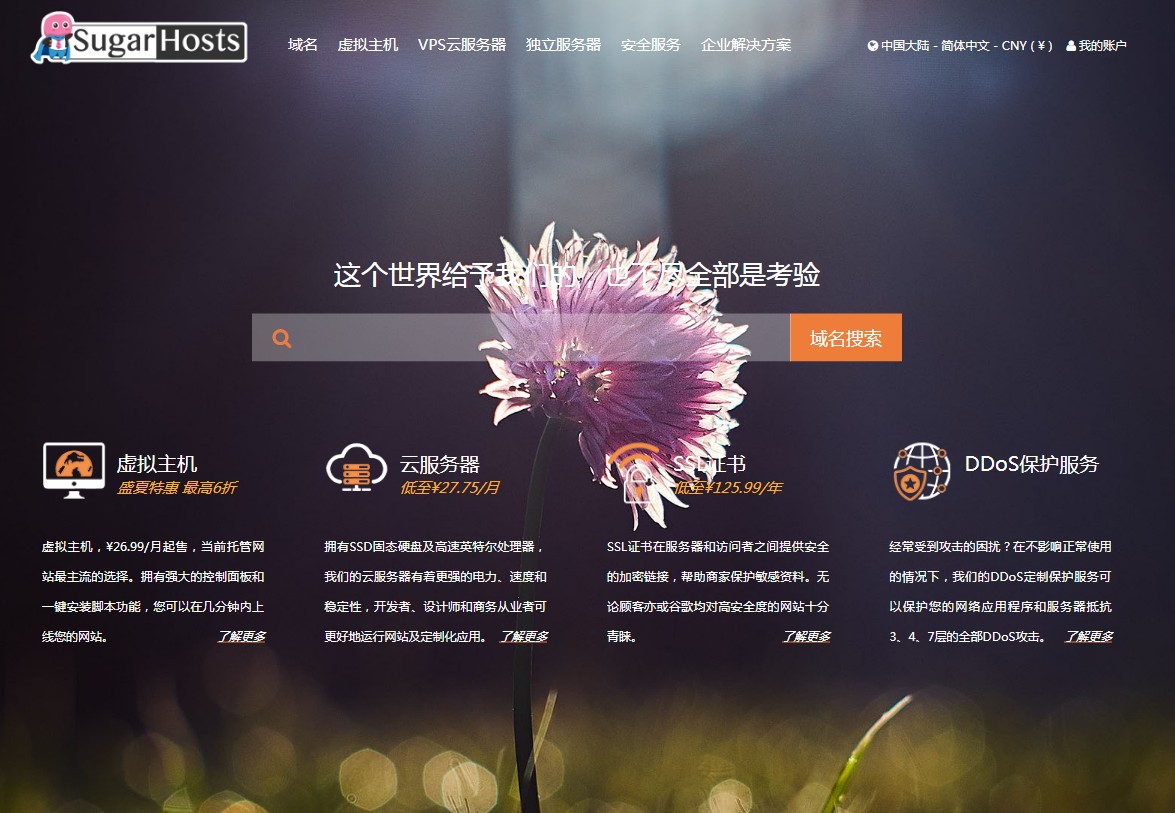 SugarHosts
域名 虚拟主机 VPS云服务器 独立服务器 安全服务 企业解决方案
中国大陆 - 简体中文 - CNY ( ¥ ) 我的账户
这个世界给予我们的，也下因全部是考验
域名搜索
虚拟主机
盛夏特惠 最高6折
虚拟主机，¥26.99/月起售，当前托管网
站最主流的选择。拥有强大的控制面板和
一键安装脚本功能，您可以在几分钟内上
线您的网站。 了解更多
云服务器
低至¥27.75/月
拥有SSD固态硬盘及高速英特尔处理器，
我们的云服务器有着更强的电力、速度和
稳定性，开发者、设计师和商务从业者可
更好地运行网站及定制化应用。 了解更多
SSL证书
低至¥125.99/年
SSL证书在服务器和访问者之间提供安全
的加密链接，帮助商家保护敏感资料。无
论顾客亦或谷歌均对高安全度的网站十分
青睐。 了解更多
DDoS保护服务
经常受到攻击的困扰？在不影响正常使用
的情况下，我们的DDoS定制保护服务可
以保护您的网络应用程序和服务器抵抗
3、4、7层的全部DDoS攻击。 了解更多